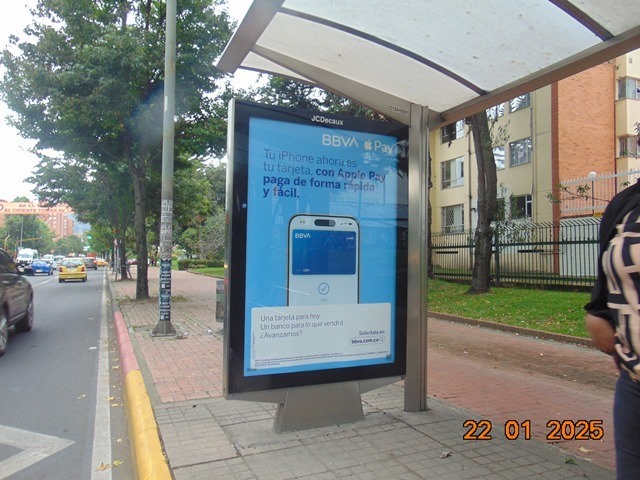 JCDecaux
BBVA Pay
Tu iPhone ahora es
tu tarjeta, con Apple Pay
paga de forma rápida
y fácil.
BBVA
Una tarjeta para hoy.
Un banco para lo que vendrá.
¿Avanzamos?
Solicítala en
bbva.com.co
22 01 2025